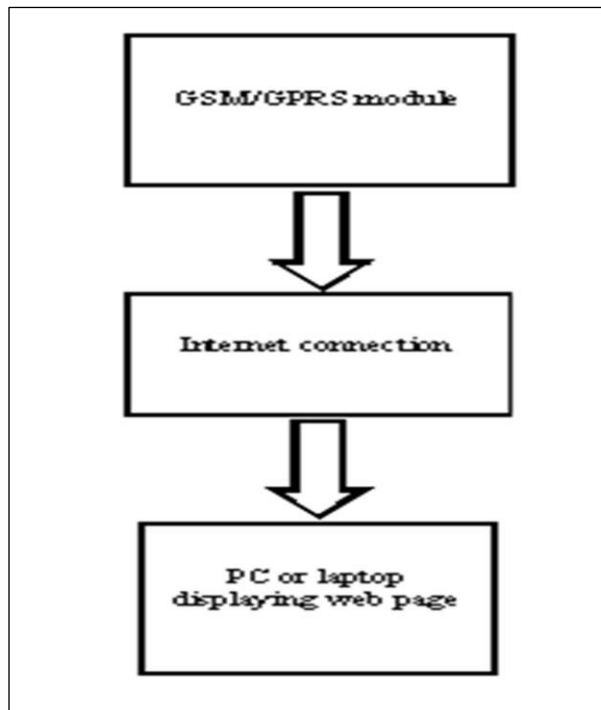 GSM/GPRS module
Internet connection
PC or laptop
displaying web page